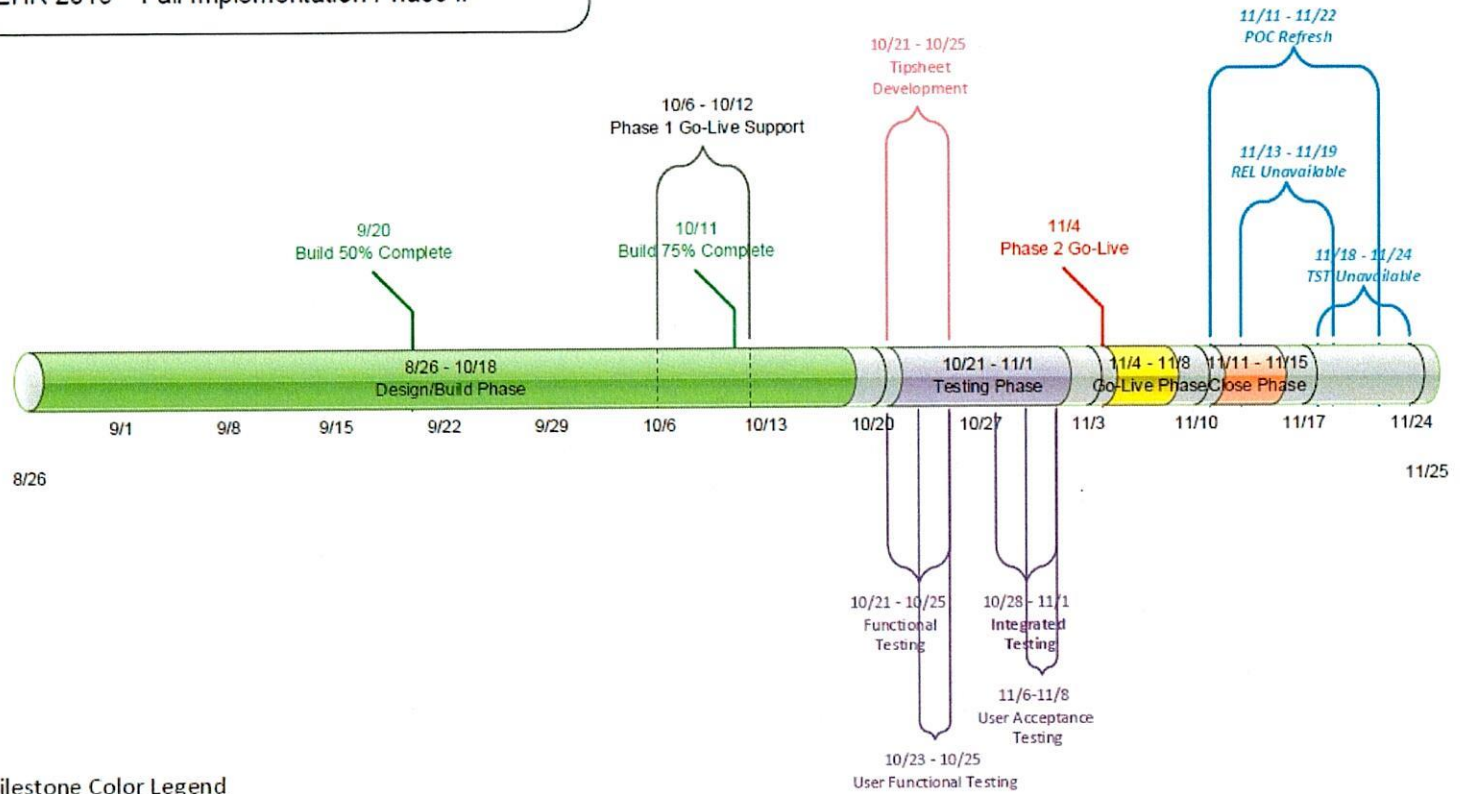 11/11 - 11/22
POC Refresh
10/21 - 10/25
Tipsheet
Development
10/6 - 10/12
Phase 1 Go-Live Support
11/13 - 11/19
REL Unavailable
9/20
Build 50% Complete
10/11
Build 75% Complete
11/4
Phase 2 Go-Live
11/18 - 11/24
TST Unavailable
8/26 - 10/18
Design/Build Phase
10/21 - 11/1
Testing Phase
11/4 - 11/8
Go-Live Phase
11/11 - 11/15
Close Phase
9/1 9/8 9/15 9/22 9/29 10/6 10/13 10/20 10/27 11/3 11/10 11/17 11/24
8/26 11/25
10/21 - 10/25
Functional
Testing
10/28 - 11/1
Integrated
Testing
11/6-11/8
User Acceptance
Testing
10/23 - 10/25
User Functional Testing
ilestone Color Legend